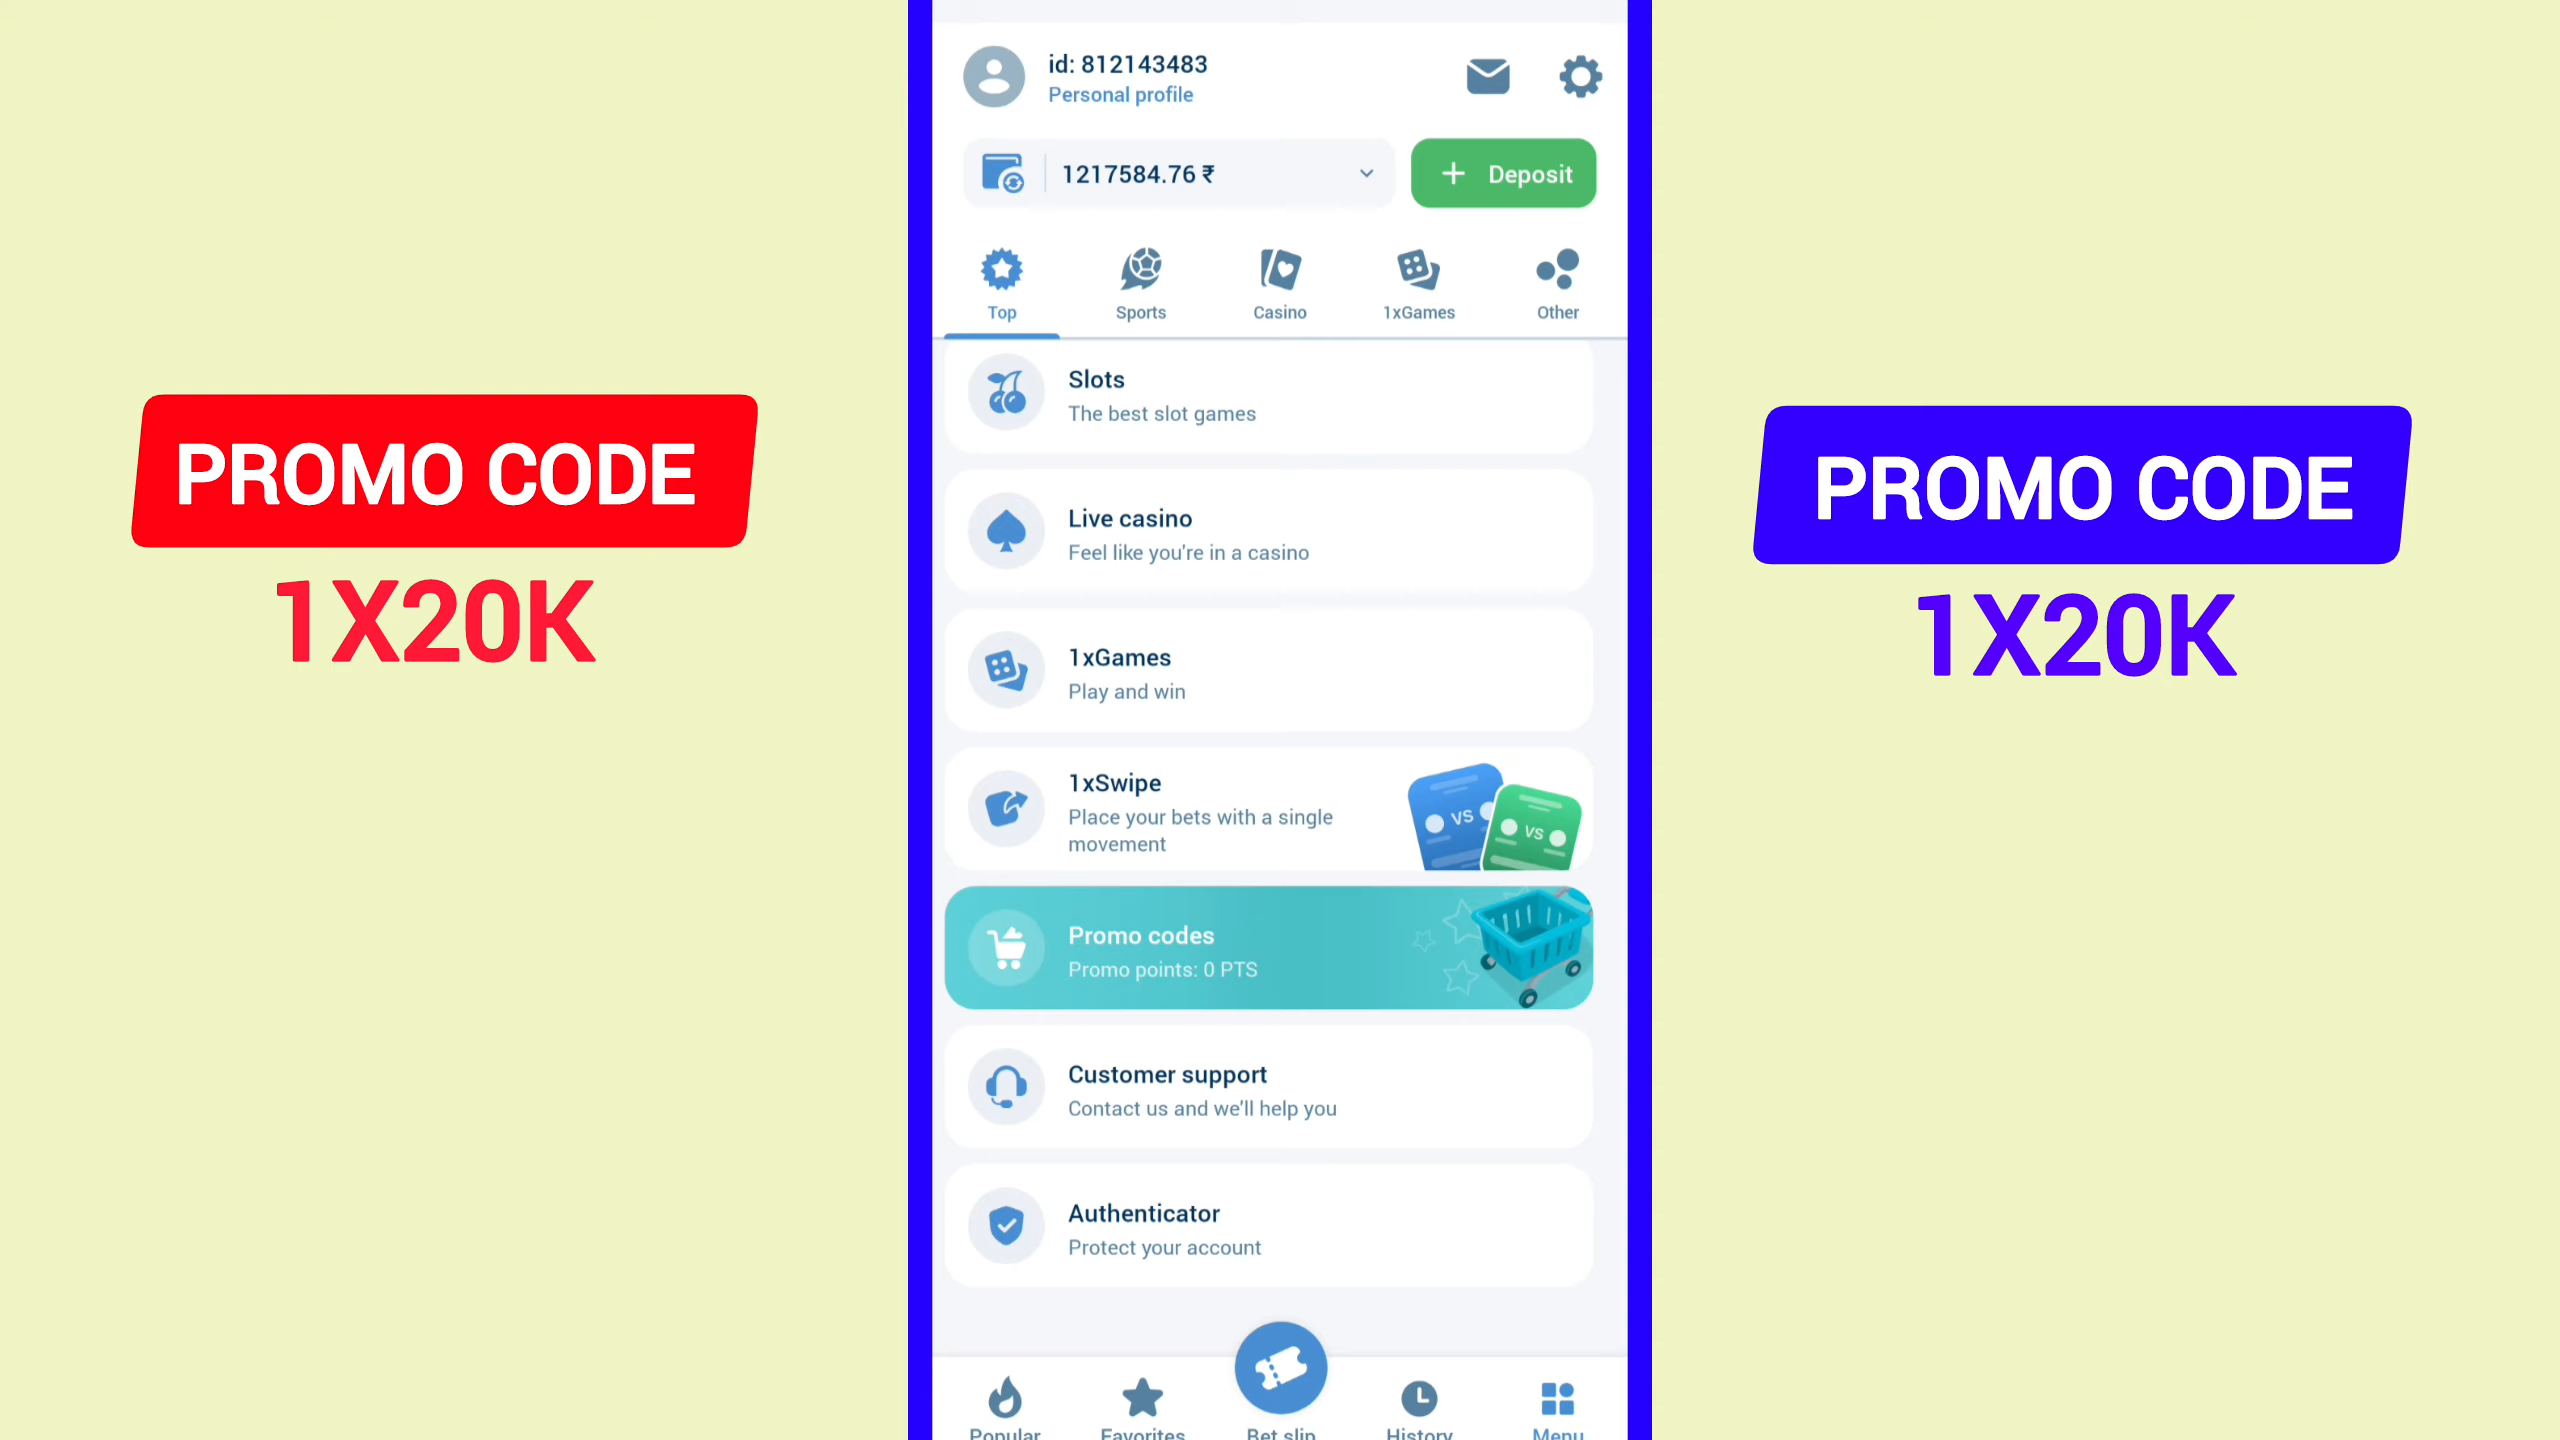 PROMO CODE
1X20K
id: 812143483
Personal profile
1217584.76 ₹
+ Deposit
Top
Sports
Casino
1xGames
Other
Slots
The best slot games
Live casino
Feel like you're in a casino
1xGames
Play and win
1xSwipe
Place your bets with a single
movement
VS
VS
Promo codes
Promo points: 0 PTS
Customer support
Contact us and we'll help you
Authenticator
Protect your account
Popular
Favorites
Bet slip
History
Menu
PROMO CODE
1X20K